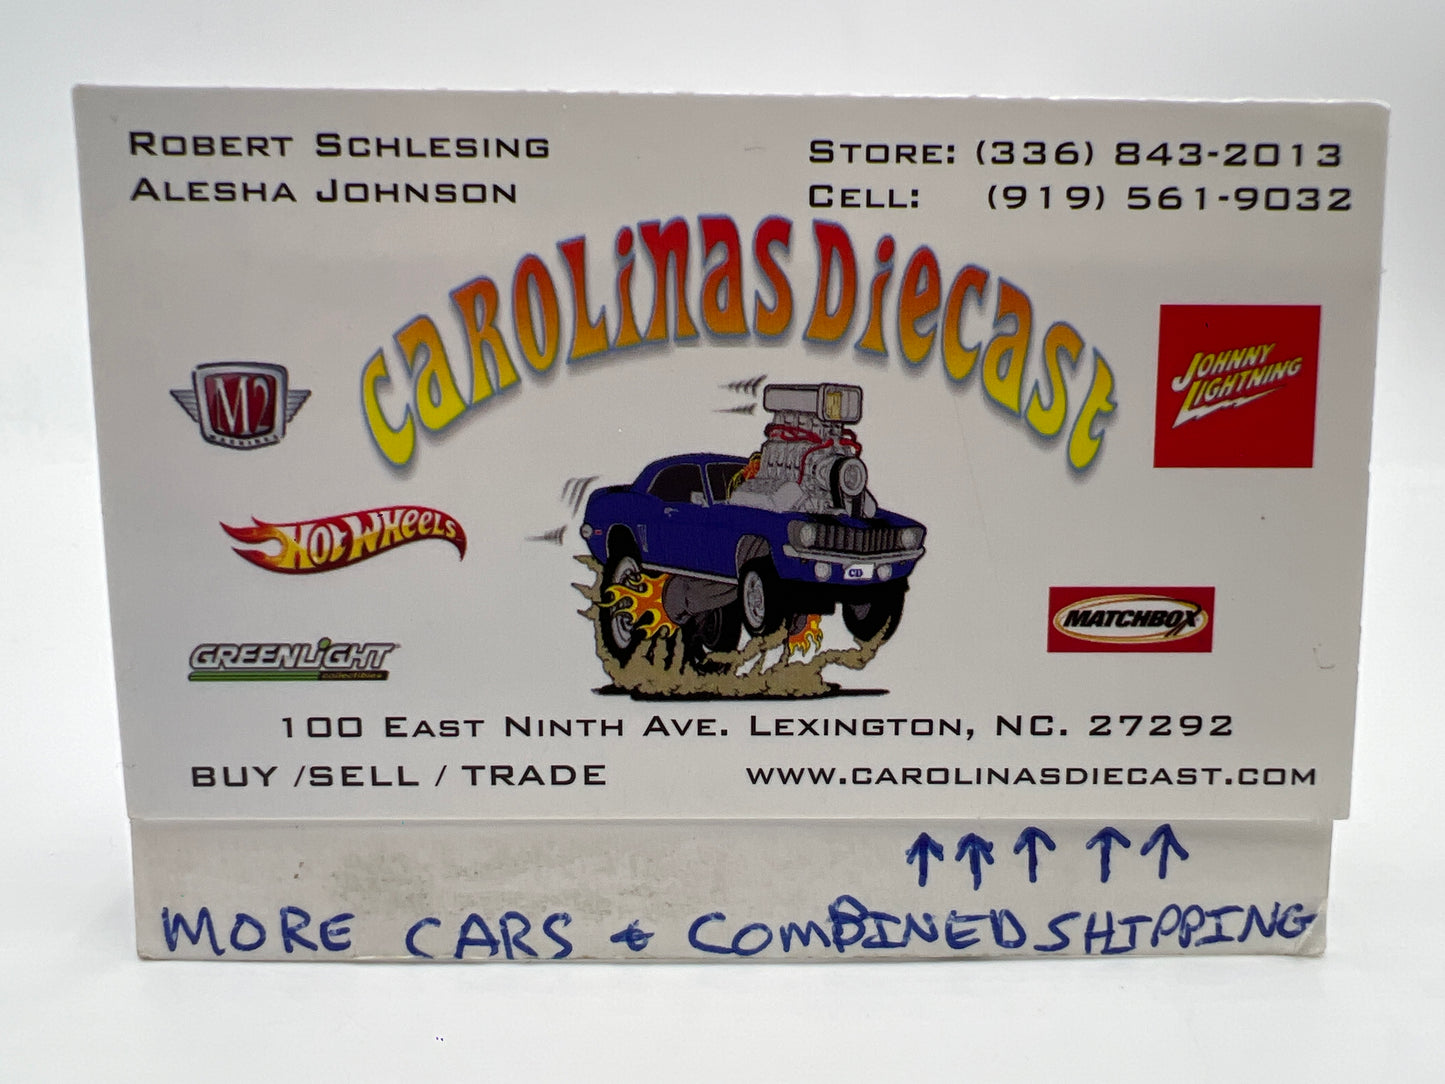 ROBERT SCHLESING
ALESHA JOHNSON
STORE: (336) 843-2013
CELL: (919) 561-9032
CAROLiNAS DiECAST
M2
MACHINES
JOHNNY
LIGHTNING
HOT WHEELS
CD
MATCHBOX
GREENLiGHT
collectibles
100 EAST NINTH AVE. LEXINGTON, NC. 27292
BUY /SELL / TRADE
WWW.CAROLINASDIECAST.COM
↑↑↑↑↑
MORE CARS & COMBINED SHIPPING